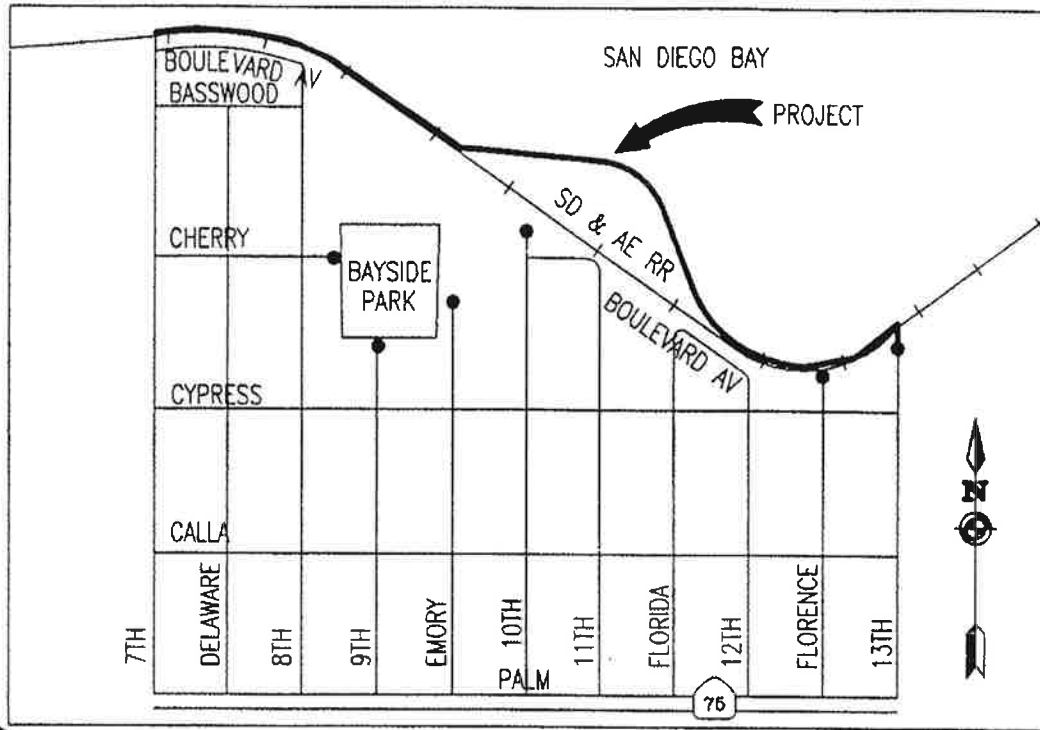 SAN DIEGO BAY
PROJECT
BOULEVARD AV
BASSWOOD
SD & AE RR
CHERRY
BAYSIDE
PARK
BOULEVARD AV
CYPRESS
N
CALLA
7TH
DELAWARE
8TH
9TH
EMORY
10TH
11TH
FLORIDA
12TH
FLORENCE
13TH
PALM
75